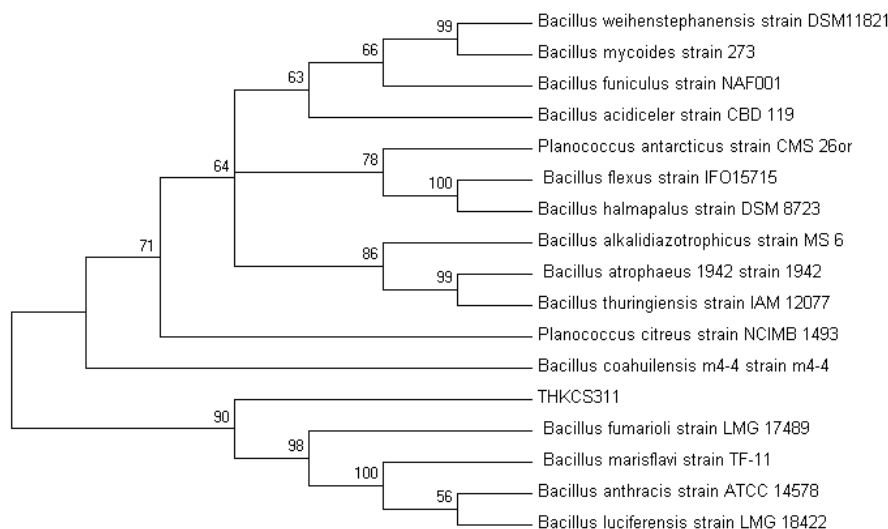 99
Bacillus weihenstephanensis strain DSM11821
66
Bacillus mycoides strain 273
63
Bacillus funiculus strain NAF001
Bacillus acidiceler strain CBD 119
64
78
Planococcus antarcticus strain CMS 26or
100
Bacillus flexus strain IFO15715
Bacillus halmapalus strain DSM 8723
71
86
Bacillus alkalidiazotrophicus strain MS 6
99
Bacillus atrophaeus 1942 strain 1942
Bacillus thuringiensis strain IAM 12077
Planococcus citreus strain NCIMB 1493
Bacillus coahuilensis m4-4 strain m4-4
90
THKCS311
98
Bacillus fumarioli strain LMG 17489
100
Bacillus marisflavi strain TF-11
56
Bacillus anthracis strain ATCC 14578
Bacillus luciferensis strain LMG 18422